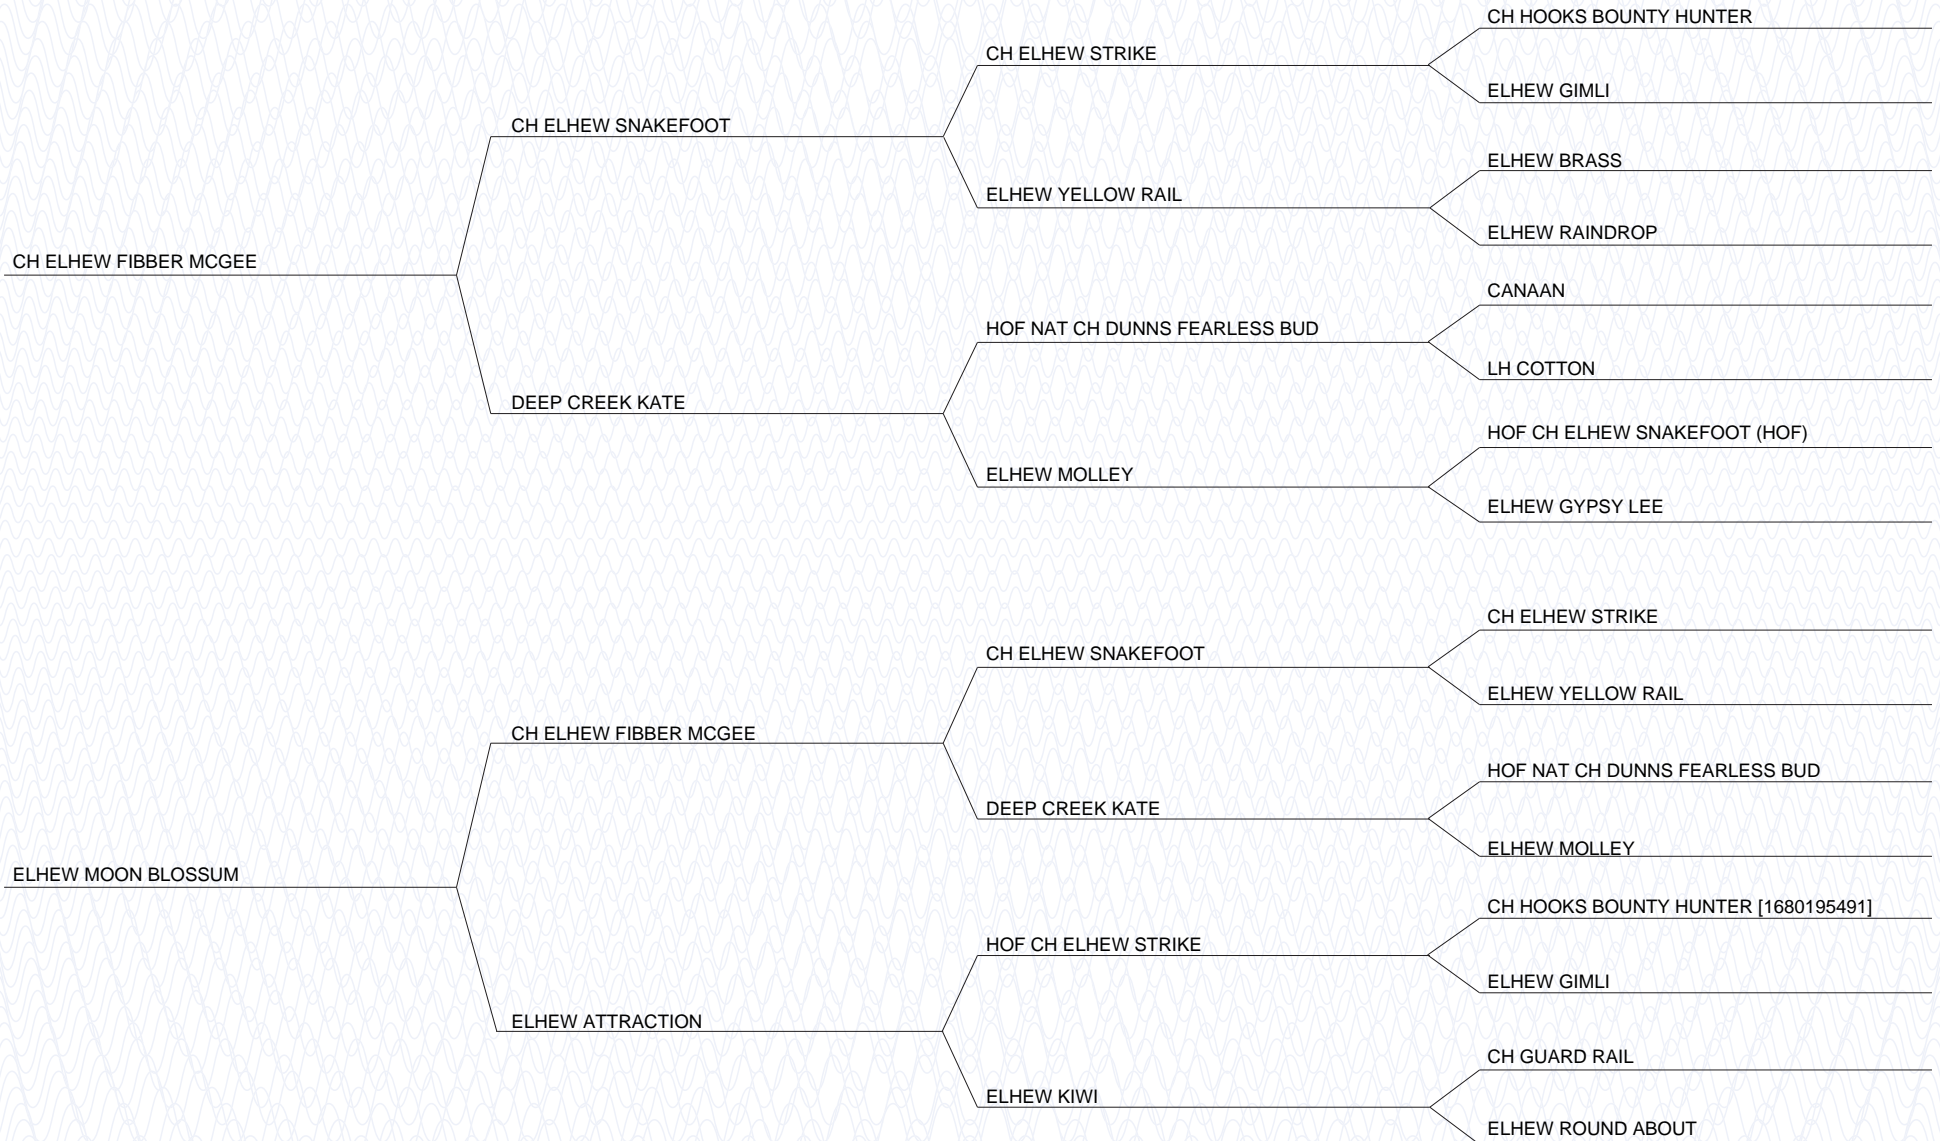 CH HOOKS BOUNTY HUNTER
CH ELHEW STRIKE
ELHEW GIMLI
CH ELHEW SNAKEFOOT
ELHEW BRASS
ELHEW YELLOW RAIL
ELHEW RAINDROP
CH ELHEW FIBBER MCGEE
CANAAN
HOF NAT CH DUNNS FEARLESS BUD
LH COTTON
DEEP CREEK KATE
HOF CH ELHEW SNAKEFOOT (HOF)
ELHEW MOLLEY
ELHEW GYPSY LEE
CH ELHEW STRIKE
CH ELHEW SNAKEFOOT
ELHEW YELLOW RAIL
CH ELHEW FIBBER MCGEE
HOF NAT CH DUNNS FEARLESS BUD
DEEP CREEK KATE
ELHEW MOLLEY
ELHEW MOON BLOSSUM
CH HOOKS BOUNTY HUNTER [1680195491]
HOF CH ELHEW STRIKE
ELHEW GIMLI
ELHEW ATTRACTION
CH GUARD RAIL
ELHEW KIWI
ELHEW ROUND ABOUT